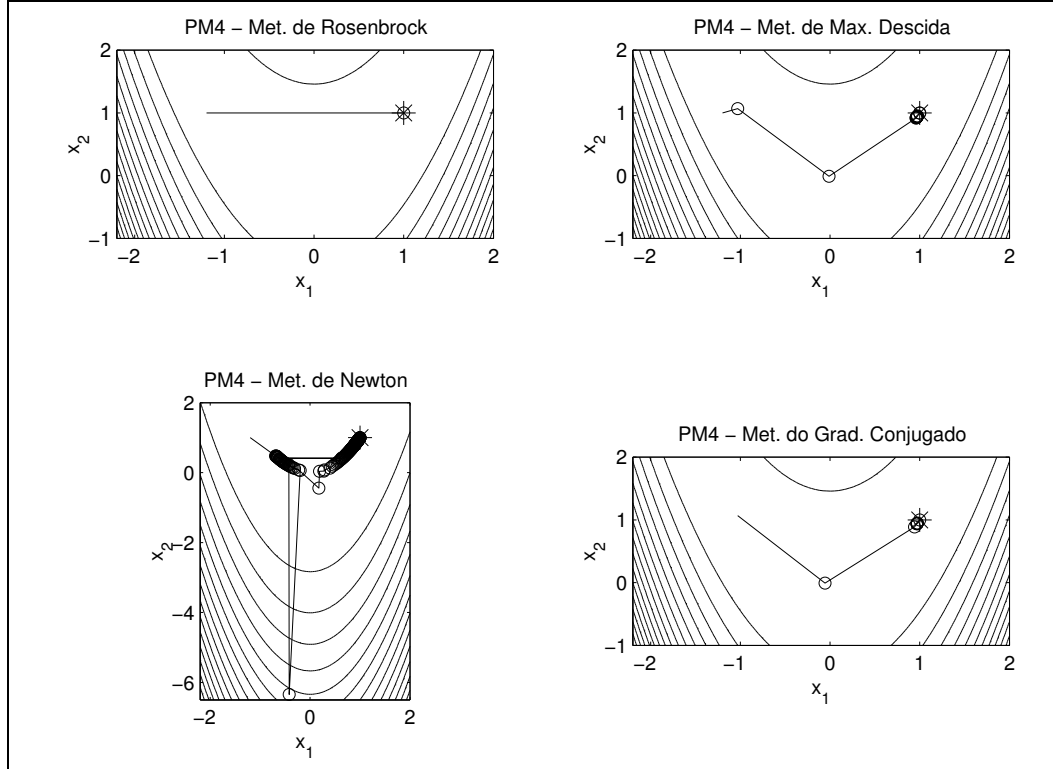 PM4 − Met. de Rosenbrock
2
1
0
−1
x2
−2
−1
0
1
2
x1
PM4 − Met. de Max. Descida
2
1
0
−1
x2
−2
−1
0
1
2
x1
PM4 − Met. de Newton
2
0
−2
−4
−6
x2
−2
0
2
x1
PM4 − Met. do Grad. Conjugado
2
1
0
−1
x2
−2
−1
0
1
2
x1